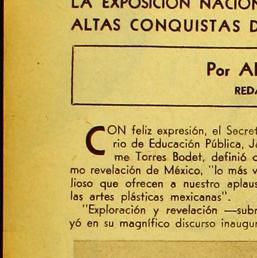 LA EXPOSICION NACION
ALTAS CONQUISTAS D
Por Al
REDA
CON feliz expresión, el Secret
rio de Educación Pública, Ja
me Torres Bodet, definió c
mo revelación de México, "lo más v
lioso que ofrecen a nuestro aplaus
las artes plásticas mexicanas".
"Exploración y revelación —subr
yó en su magnífico discurso inaugur